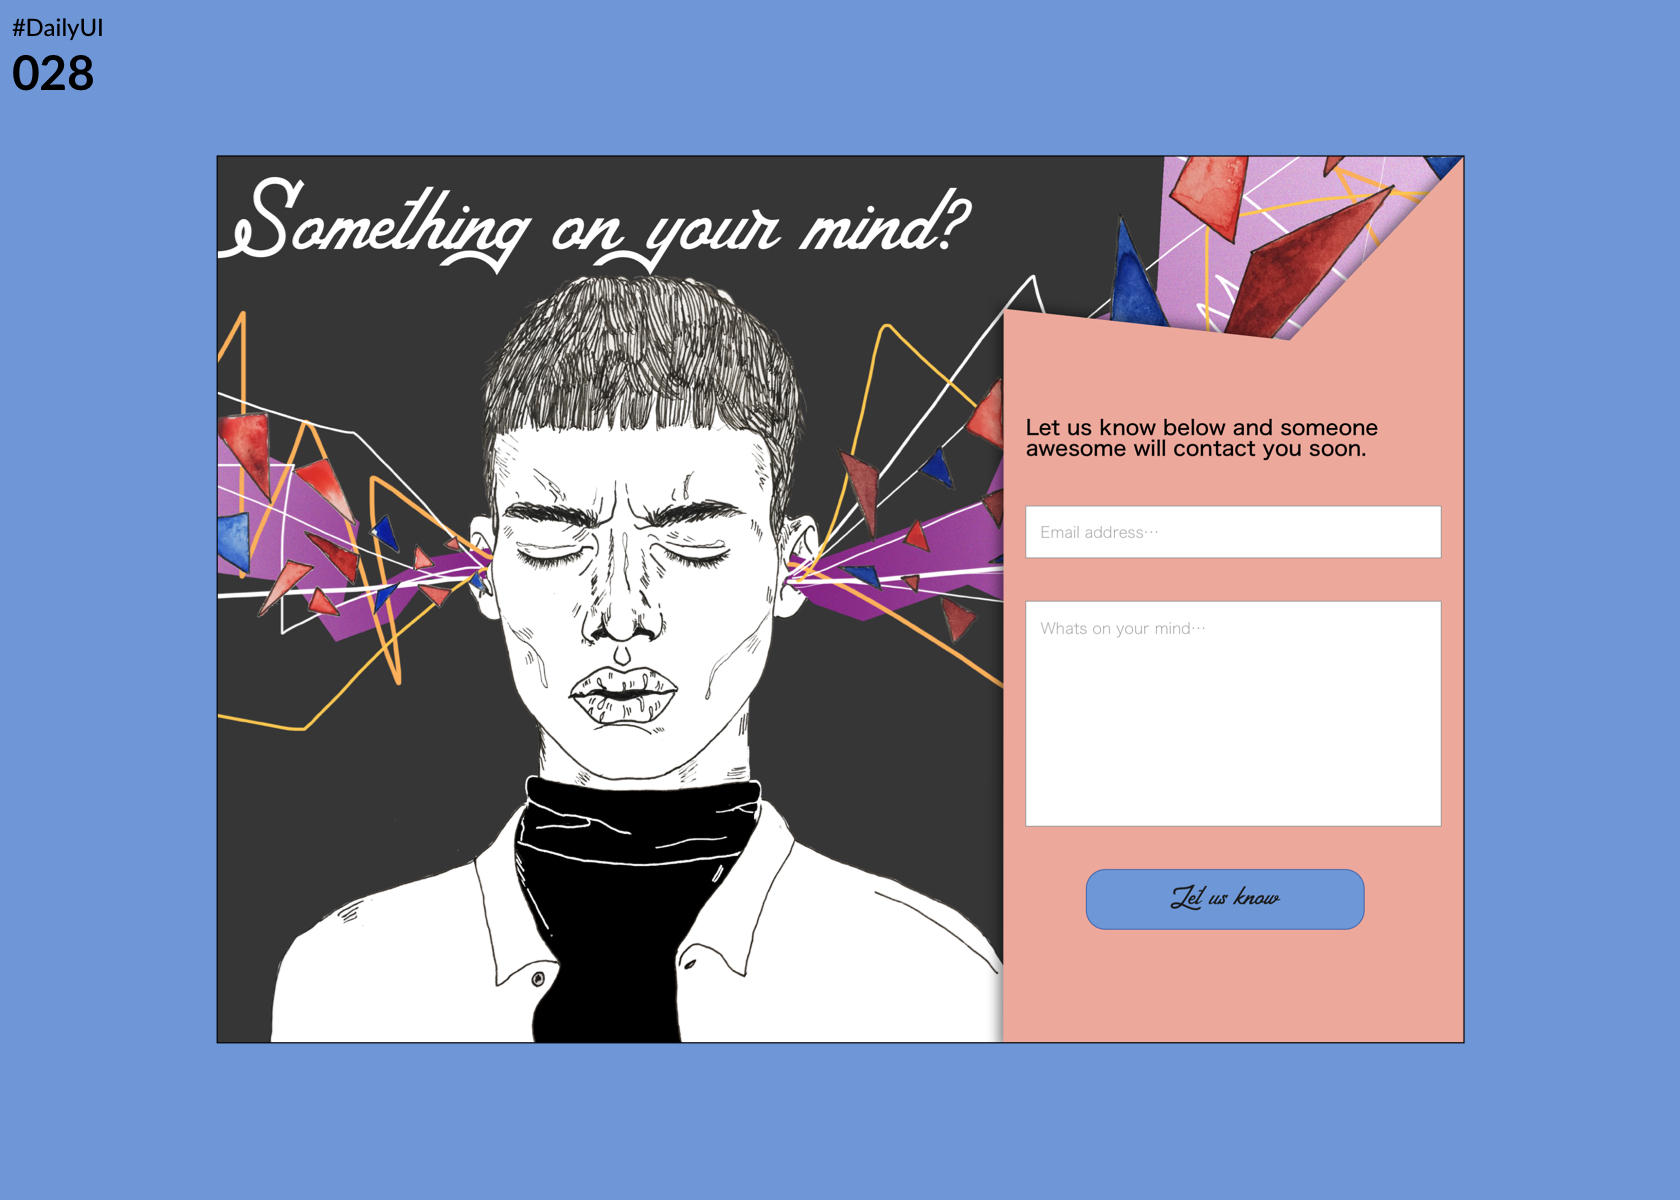 #DailyUI
028
Something on your mind?
Let us know below and someone
awesome will contact you soon.
Email address⋯
Whats on your mind⋯
Let us know